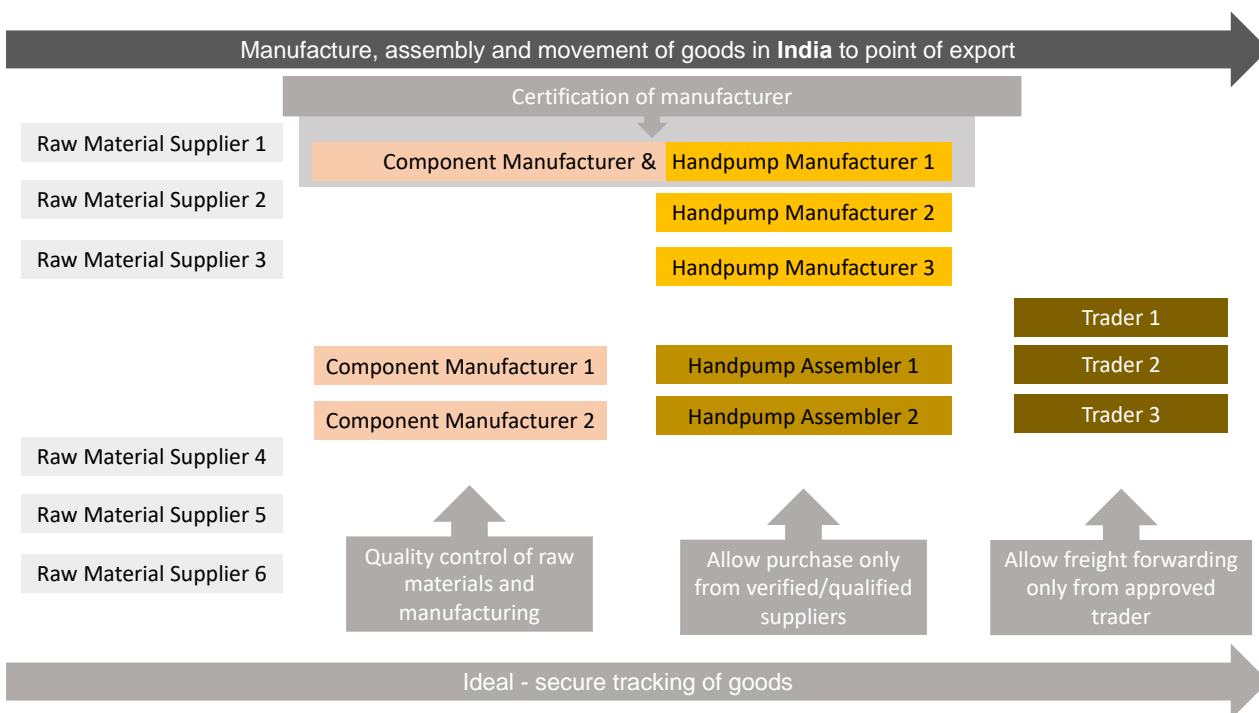 Manufacture, assembly and movement of goods in India to point of export
Certification of manufacturer
Raw Material Supplier 1
Component Manufacturer & Handpump Manufacturer 1
Raw Material Supplier 2
Handpump Manufacturer 2
Raw Material Supplier 3
Handpump Manufacturer 3
Trader 1
Component Manufacturer 1
Handpump Assembler 1
Trader 2
Component Manufacturer 2
Handpump Assembler 2
Trader 3
Raw Material Supplier 4
Raw Material Supplier 5
Raw Material Supplier 6
Quality control of raw
materials and
manufacturing
Allow purchase only
from verified/qualified
suppliers
Allow freight forwarding
only from approved
trader
Ideal - secure tracking of goods